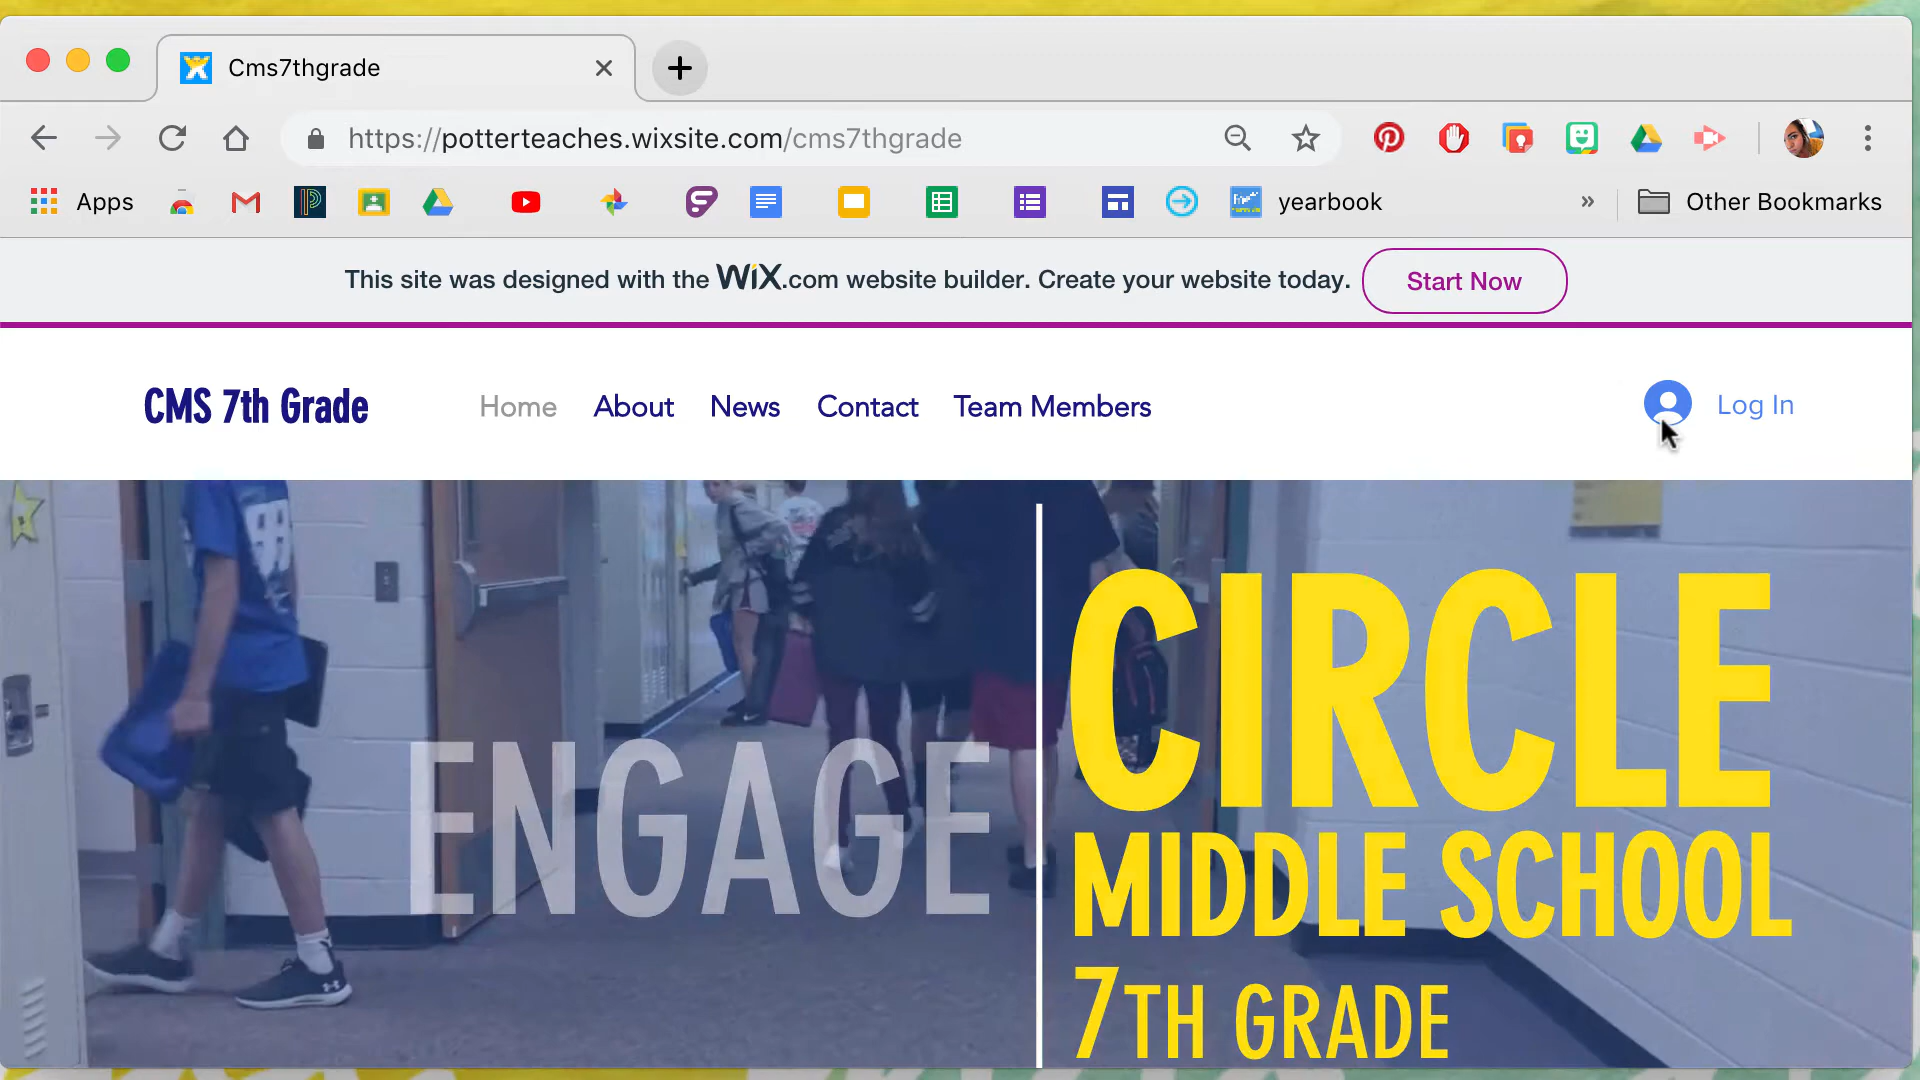 Cms7thgrade
https://potterteaches.wixsite.com/cms7thgrade
Apps
yearbook
»
Other Bookmarks
This site was designed with the WiX.com website builder. Create your website today.
Start Now
CMS 7th Grade
Home
About
News
Contact
Team Members
Log In
ENGAGE
CIRCLE
MIDDLE SCHOOL
7TH GRADE